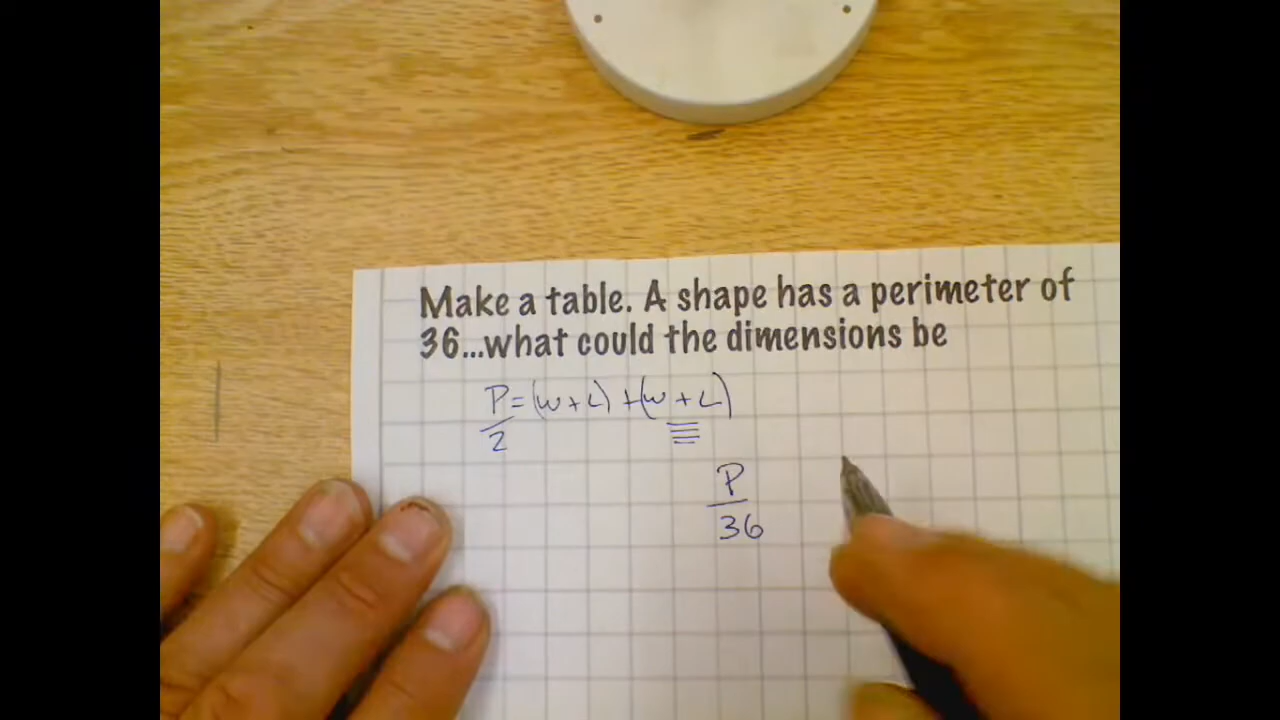 Make a table. A shape has a perimeter of
36...what could the dimensions be
P = (w+L) + (w+L)
2
P
36